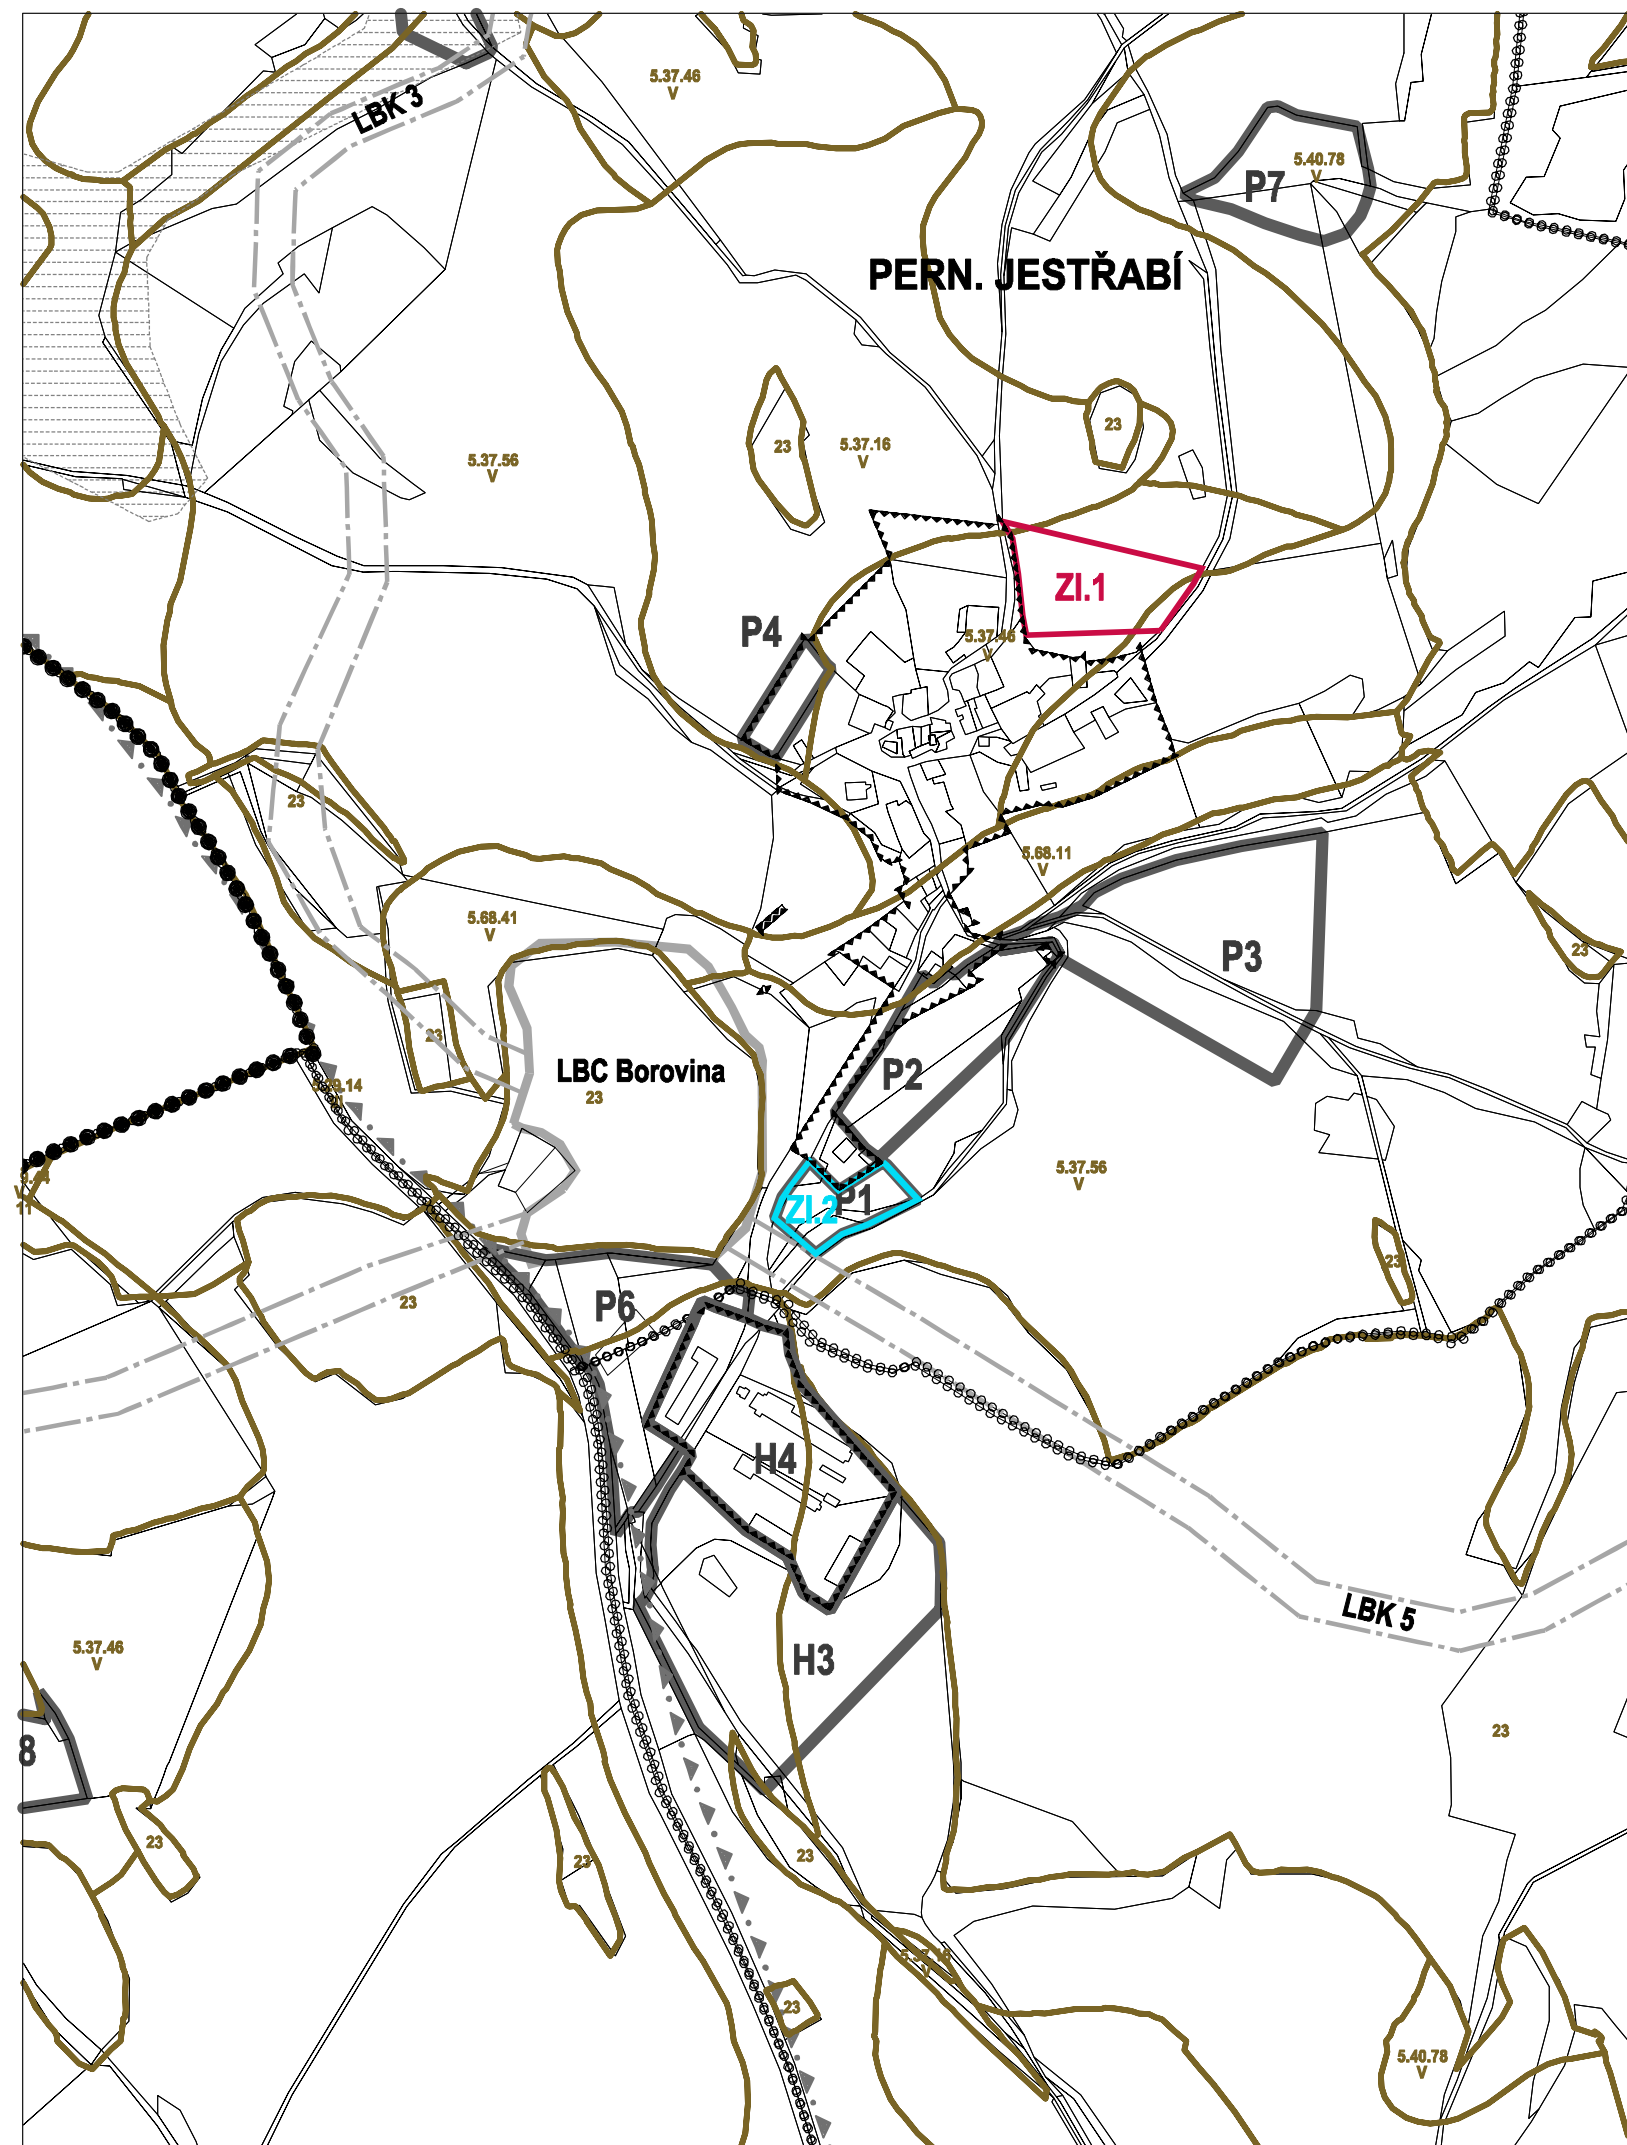 5.37.46
V
LBK 3
5.40.78
V
P7
PERN. JESTŘABÍ
23
23
5.37.16
V
5.37.56
V
ZI.1
P4
5.37.46
V
23
5.68.11
V
5.68.41
V
P3
23
23
LBC Borovina
23
P2
5.37.56
V
11
ZI.2
P1
23
23
P6
H4
LBK 5
5.37.46
V
H3
23
8
23
23
23
V
23
5.40.78
V